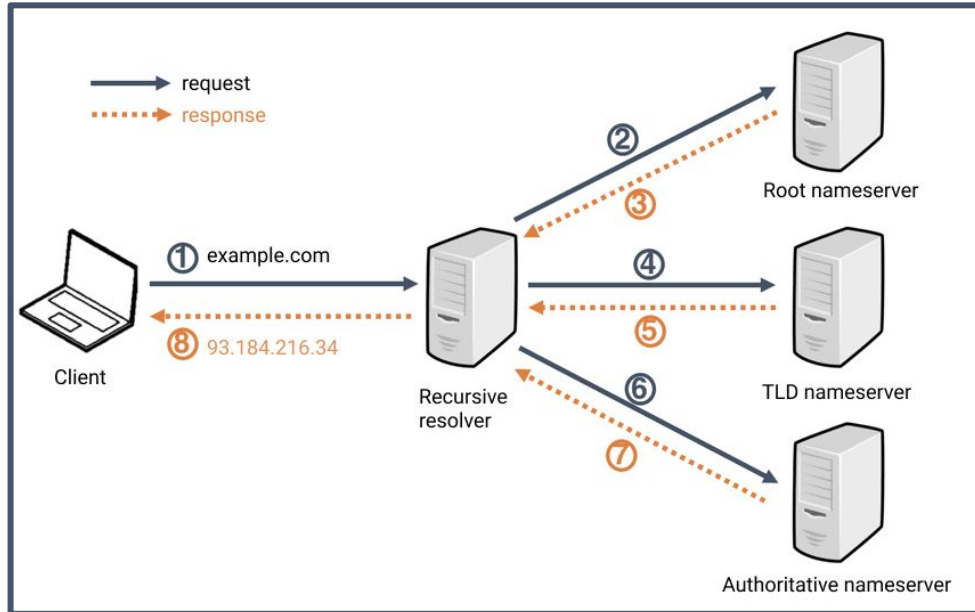 request
response
②
Root nameserver
③
① example.com
④
⑤
⑧ 93.184.216.34
Client
Recursive
resolver
⑥
TLD nameserver
⑦
Authoritative nameserver